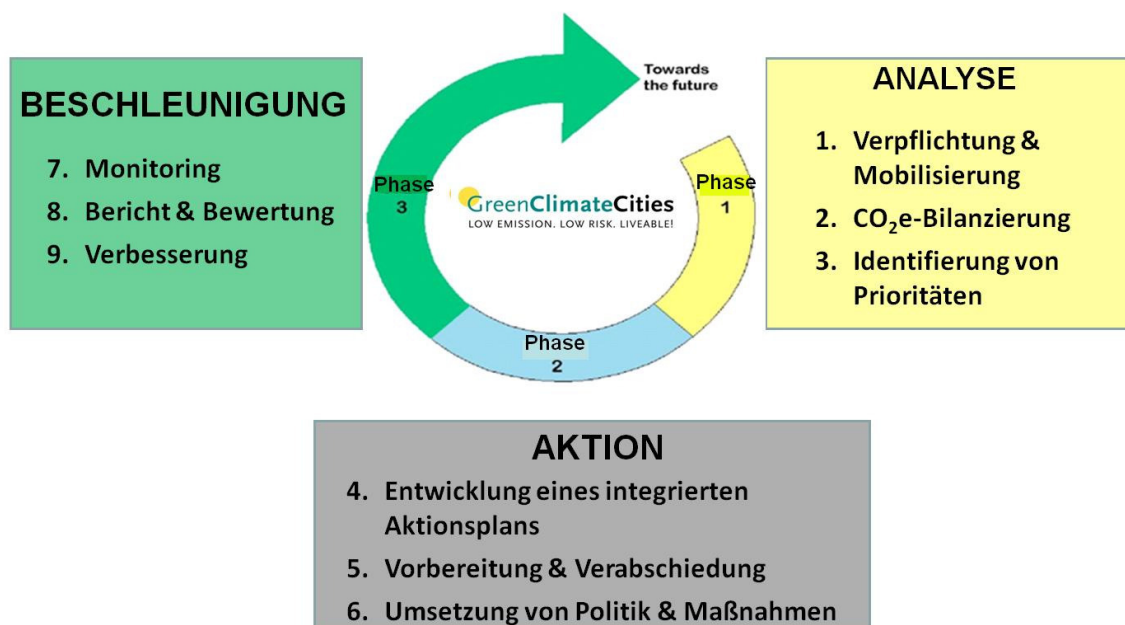 BESCHLEUNIGUNG
7. Monitoring
8. Bericht & Bewertung
9. Verbesserung
Towards
the future
Phase
3
GreenClimateCities
LOW EMISSION. LOW RISK. LIVEABLE!
Phase
1
Phase
2
ANALYSE
1. Verpflichtung &
Mobilisierung
2. CO₂e-Bilanzierung
3. Identifierung von
Prioritäten
AKTION
4. Entwicklung eines integrierten
Aktionsplans
5. Vorbereitung & Verabschiedung
6. Umsetzung von Politik & Maßnahmen